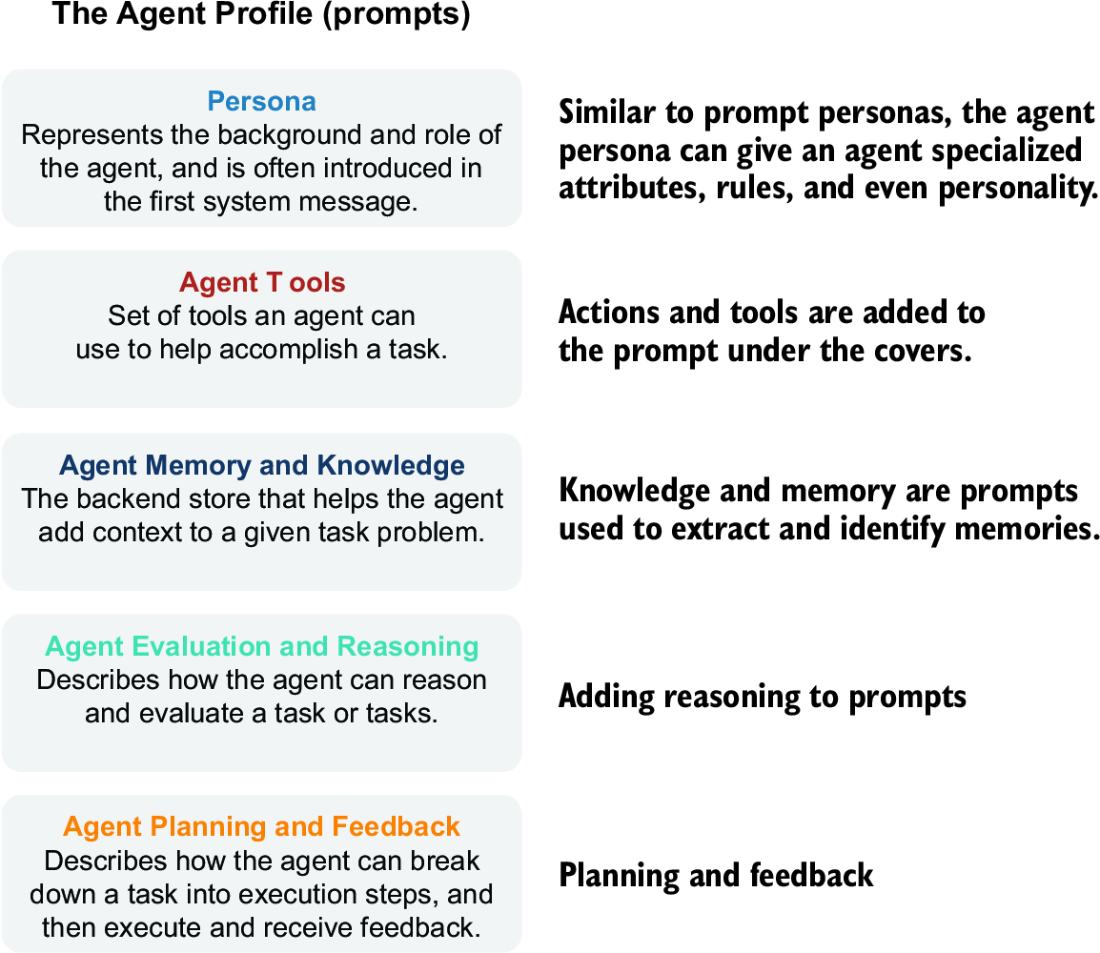 The Agent Profile (prompts)
Persona
Represents the background and role of
the agent, and is often introduced in
the first system message.
Similar to prompt personas, the agent
persona can give an agent specialized
attributes, rules, and even personality.
Agent T ools
Set of tools an agent can
use to help accomplish a task.
Actions and tools are added to
the prompt under the covers.
Agent Memory and Knowledge
The backend store that helps the agent
add context to a given task problem.
Knowledge and memory are prompts
used to extract and identify memories.
Agent Evaluation and Reasoning
Describes how the agent can reason
and evaluate a task or tasks.
Adding reasoning to prompts
Agent Planning and Feedback
Describes how the agent can break
down a task into execution steps, and
then execute and receive feedback.
Planning and feedback